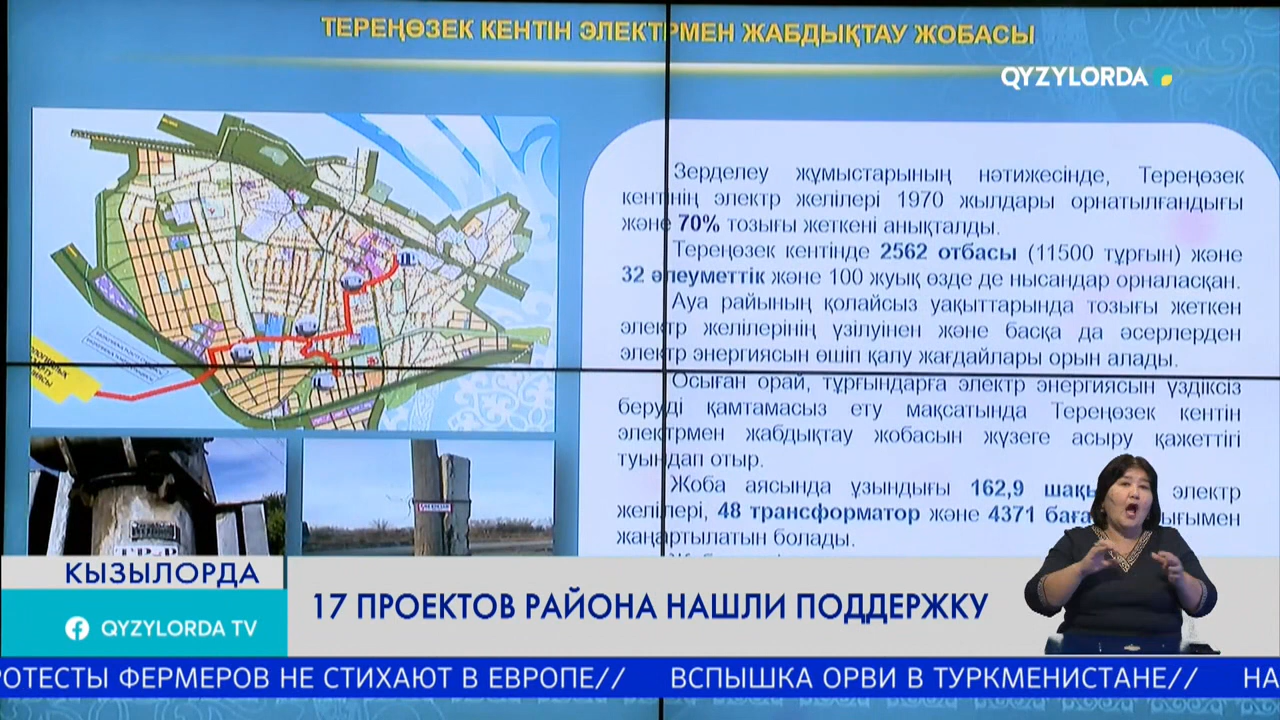 ТЕРЕҢӨЗЕК КЕНТІН ЭЛЕКТРМЕН ЖАБДЫҚТАУ ЖОБАСЫ
QYZYLORDA
Зерделеу жұмыстарының нәтижесінде, Тереңөзек
кентінің электр желілері 1970 жылдары орнатылғандығы
және 70% тозығы жеткені анықталды.
Тереңөзек кентінде 2562 отбасы (11500 тұрғын) және
32 әлеуметтік және 100 жуық өзде де нысандар орналасқан.
Ауа райының қолайсыз уақыттарында тозығы жеткен
электр желілерінің үзілуінен және басқа да әсерлерден
электр энергиясын өшіп қалу жағдайлары орын алады.
Осыған орай, тұрғындарға электр энергиясын үздіксіз
беруді қамтамасыз ету мақсатында Тереңөзек кентін
электрмен жабдықтау жобасын жүзеге асыру қажеттігі
туындап отыр.
Жоба аясында ұзындығы 162,9 электр
желілері, 48 трансформатор және 4371
жаңартылатын болады.
КЫЗЫЛОРДА
QYZYLORDA TV
17 ПРОЕКТОВ РАЙОНА НАШЛИ ПОДДЕРЖКУ
РОТЕСТЫ ФЕРМЕРОВ НЕ СТИХАЮТ В ЕВРОПЕ// ВСПЫШКА ОРВИ В ТУРКМЕНИСТАНЕ// НА